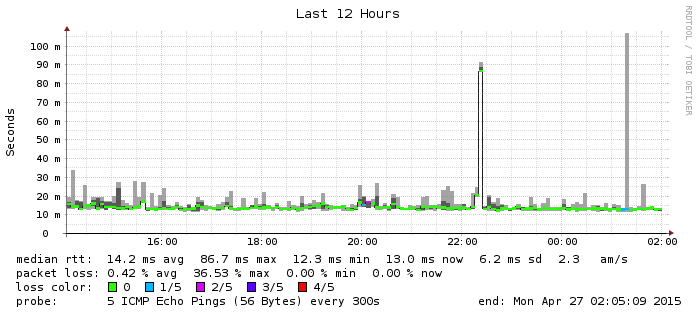 Last 12 Hours
RRDTOOL / TOBI OETIKER
Seconds
100 m
90 m
80 m
70 m
60 m
50 m
40 m
30 m
20 m
10 m
0
16:00 18:00 20:00 22:00 00:00 02:00
median rtt: 14.2 ms avg 86.7 ms max 12.3 ms min 13.0 ms now 6.2 ms sd 2.3 am/s
packet loss: 0.42 % avg 36.53 % max 0.00 % min 0.00 % now
loss color: 0 1/5 2/5 3/5 4/5
probe: 5 ICMP Echo Pings (56 Bytes) every 300s end: Mon Apr 27 02:05:09 2015